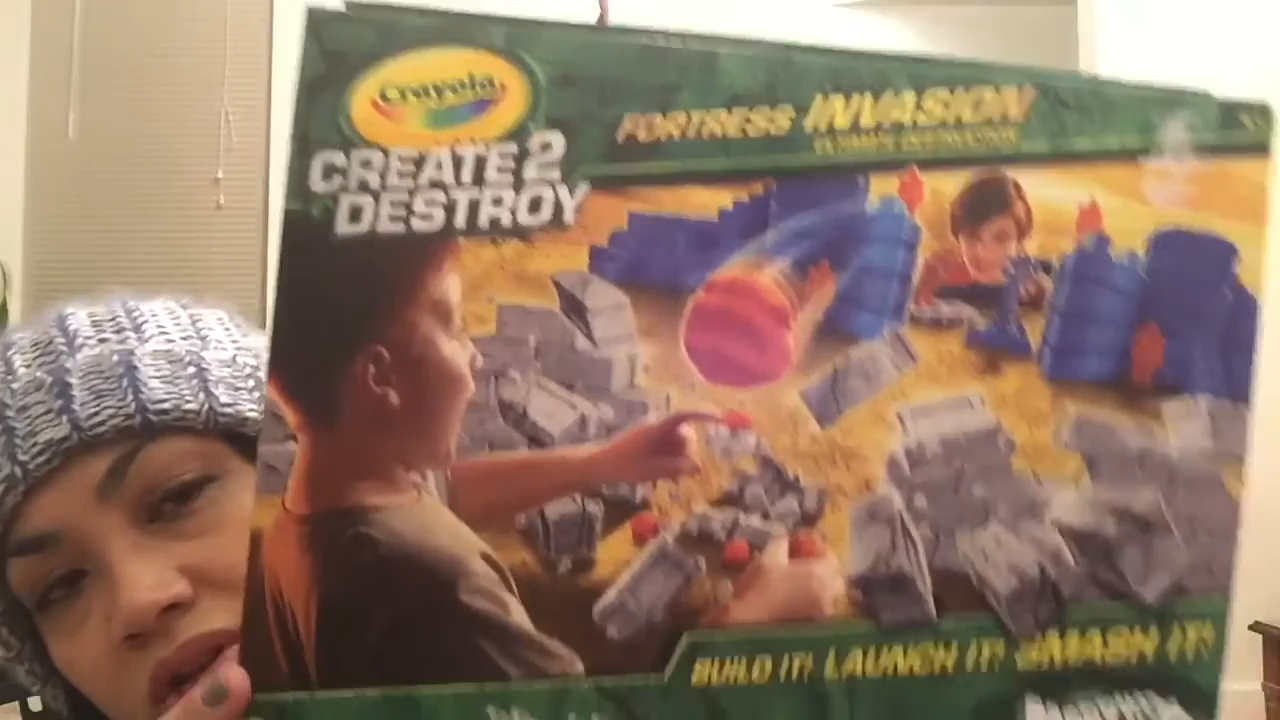 Crayola
CREATE 2
DESTROY
FORTRESS INVASION
BUILD IT! LAUNCH IT! SMASH IT!